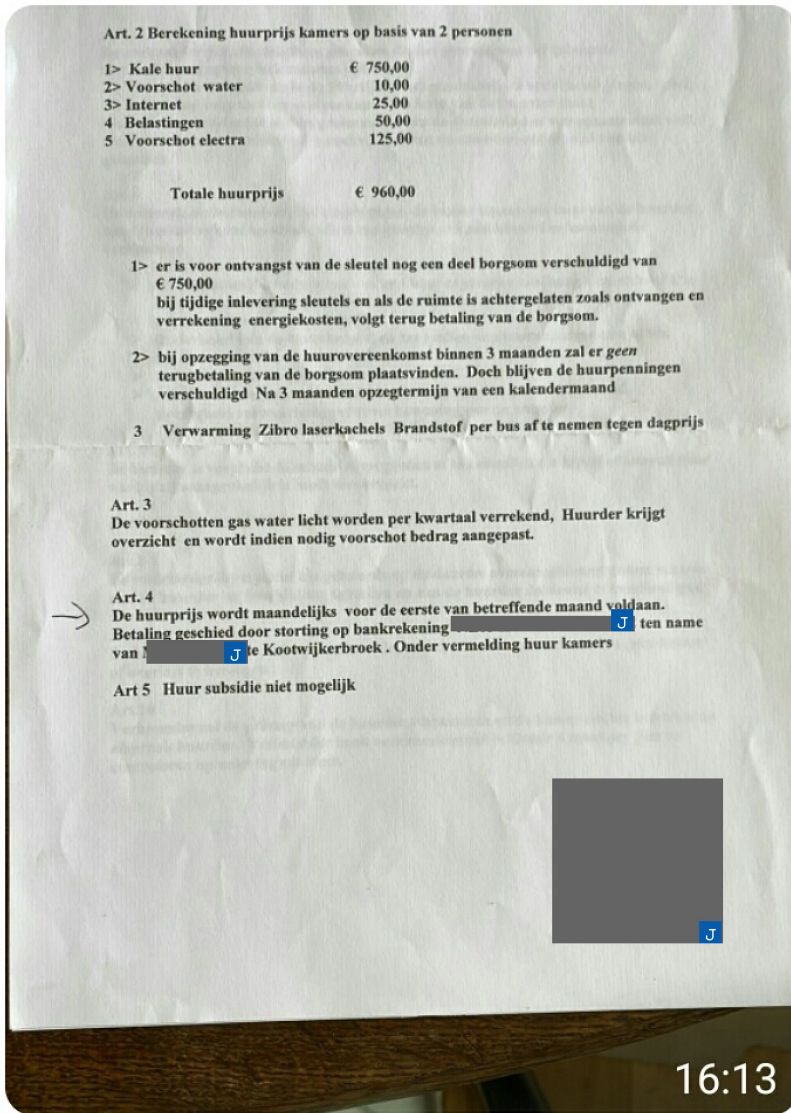 Art. 2 Berekening huurprijs kamers op basis van 2 personen
1> Kale huur € 750,00
2> Voorschot water 10,00
3> Internet 25,00
4 Belastingen 50,00
5 Voorschot electra 125,00
Totale huurprijs € 960,00
1> er is voor ontvangst van de sleutel nog een deel borgsom verschuldigd van
€ 750,00
bij tijdige inlevering sleutels en als de ruimte is achtergelaten zoals ontvangen en
verrekening energiekosten, volgt terug betaling van de borgsom.
2> bij opzegging van de huurovereenkomst binnen 3 maanden zal er geen
terugbetaling van de borgsom plaatsvinden. Doch blijven de huurpenningen
verschuldigd Na 3 maanden opzegtermijn van een kalendermaand
3 Verwarming Zibro laserkachels Brandstof per bus af te nemen tegen dagprijs
Art. 3
De voorschotten gas water licht worden per kwartaal verrekend, Huurder krijgt
overzicht en wordt indien nodig voorschot bedrag aangepast.
Art. 4
De huurprijs wordt maandelijks voor de eerste van betreffende maand voldaan.
Betaling geschied door storting op bankrekening J ten name
van J te Kootwijkerbroek . Onder vermelding huur kamers
Art 5 Huur subsidie niet mogelijk
J
16:13